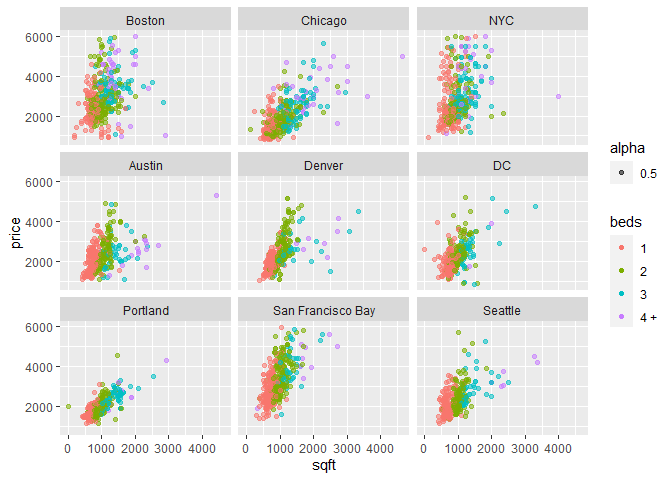 Boston Chicago NYC
6000
4000
2000
Austin Denver DC
6000
4000
2000
Portland San Francisco Bay Seattle
6000
4000
2000
0 1000 2000 3000 4000 0 1000 2000 3000 4000 0 1000 2000 3000 4000
sqft
price
alpha
0.5
beds
1
2
3
4 +